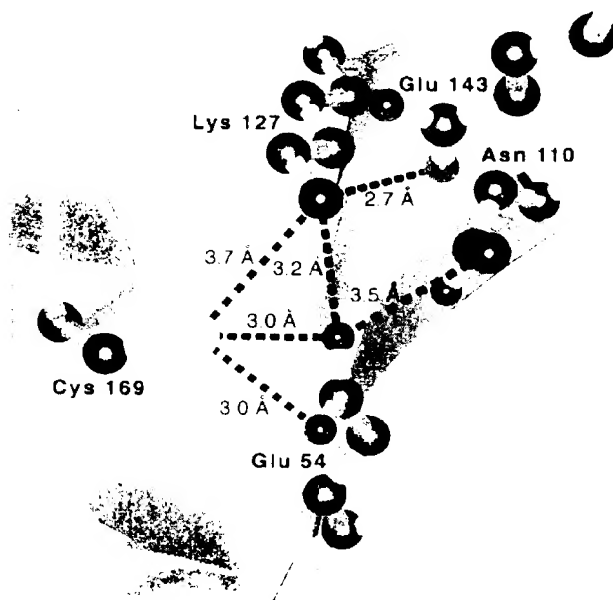 Glu 143
Lys 127
Asn 110
2.7 Å
3.7 Å
3.2 Å
3.5 Å
3.0 Å
Cys 169
3.0 Å
Glu 54